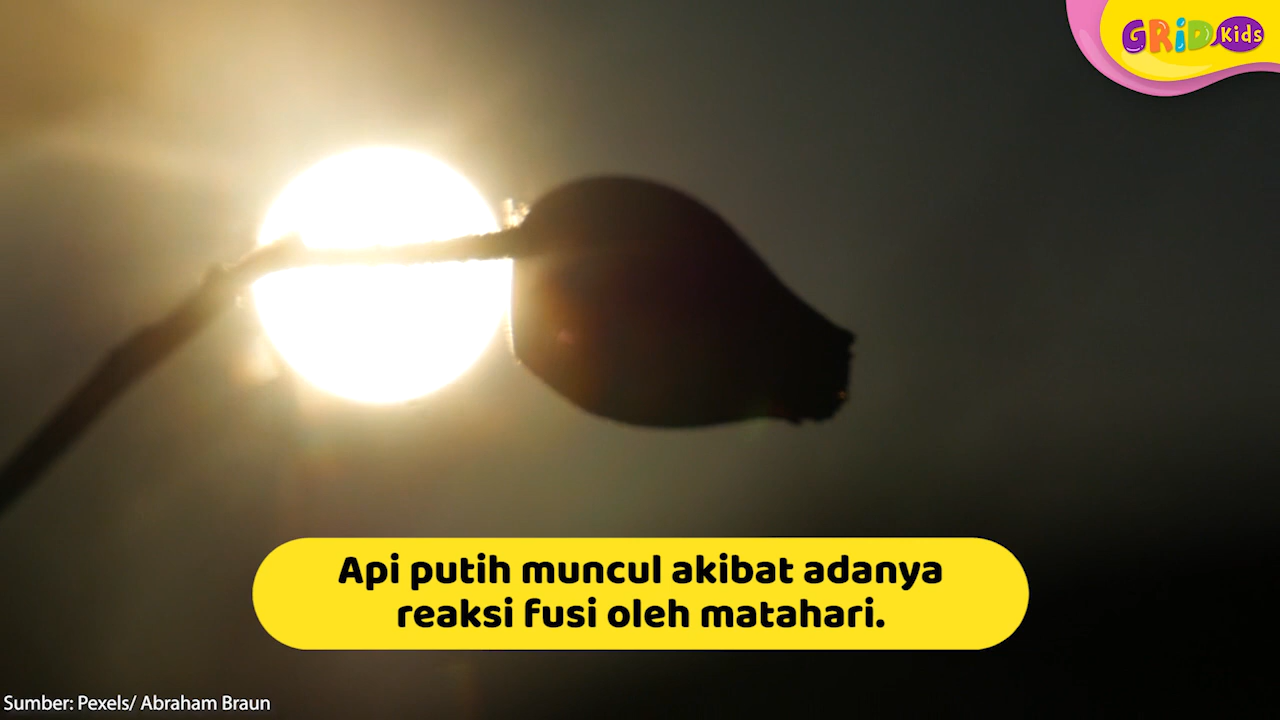 GRID Kids
Api putih muncul akibat adanya
reaksi fusi oleh matahari.
Sumber: Pexels/ Abraham Braun